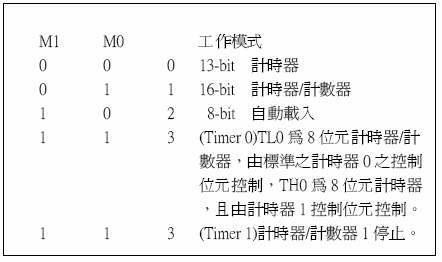 M1 M0 工作模式
0 0 0 13-bit 計時器
0 1 1 16-bit 計時器/計數器
1 0 2 8-bit 自動載入
1 1 3 (Timer 0)TL0 爲 8 位元計時器/計
數器，由標準之計時器 0 之控制
位元控制，TH0 爲 8 位元計時器
，且由計時器 1 控制位元控制。
1 1 3 (Timer 1)計時器/計數器 1 停止。